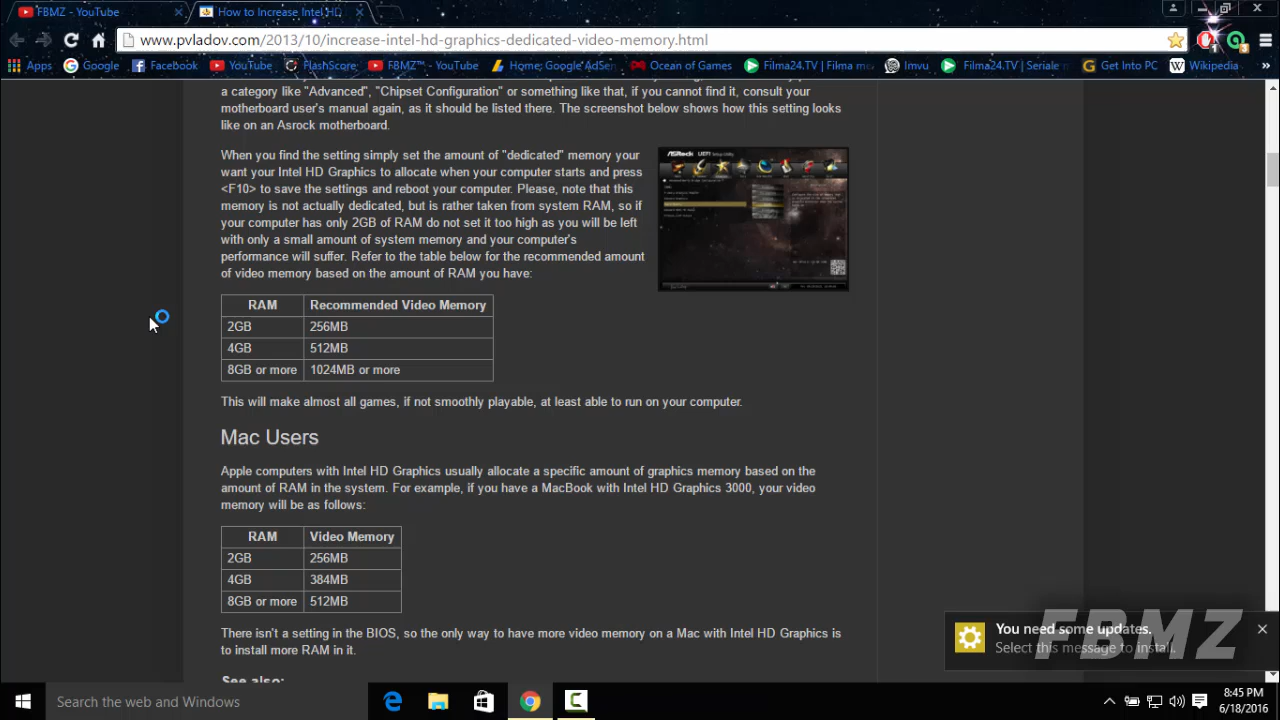 FBMZ - YouTube
How to Increase Intel HD
www.pvladov.com/2013/10/increase-intel-hd-graphics-dedicated-video-memory.html
Apps Google Facebook YouTube FlashScore FBMZ™ - YouTube Home: Google AdSen Ocean of Games Filma24.TV | Filma me Imvu Filma24.TV | Seriale Get Into PC Wikipedia »
a category like "Advanced", "Chipset Configuration" or something like that, if you cannot find it, consult your
motherboard user's manual again, as it should be listed there. The screenshot below shows how this setting looks
like on an Asrock motherboard.
When you find the setting simply set the amount of "dedicated" memory your
want your Intel HD Graphics to allocate when your computer starts and press
<F10> to save the settings and reboot your computer. Please, note that this
memory is not actually dedicated, but is rather taken from system RAM, so if
your computer has only 2GB of RAM do not set it too high as you will be left
with only a small amount of system memory and your computer's
performance will suffer. Refer to the table below for the recommended amount
of video memory based on the amount of RAM you have:
ASRock UEFI
RAM Recommended Video Memory
2GB 256MB
4GB 512MB
8GB or more 1024MB or more
This will make almost all games, if not smoothly playable, at least able to run on your computer.
Mac Users
Apple computers with Intel HD Graphics usually allocate a specific amount of graphics memory based on the
amount of RAM in the system. For example, if you have a MacBook with Intel HD Graphics 3000, your video
memory will be as follows:
RAM Video Memory
2GB 256MB
4GB 384MB
8GB or more 512MB
There isn't a setting in the BIOS, so the only way to have more video memory on a Mac with Intel HD Graphics is
to install more RAM in it.
See also:
You need some updates.
Select this message to install.
FBMZ
Search the web and Windows
8:45 PM
6/18/2016